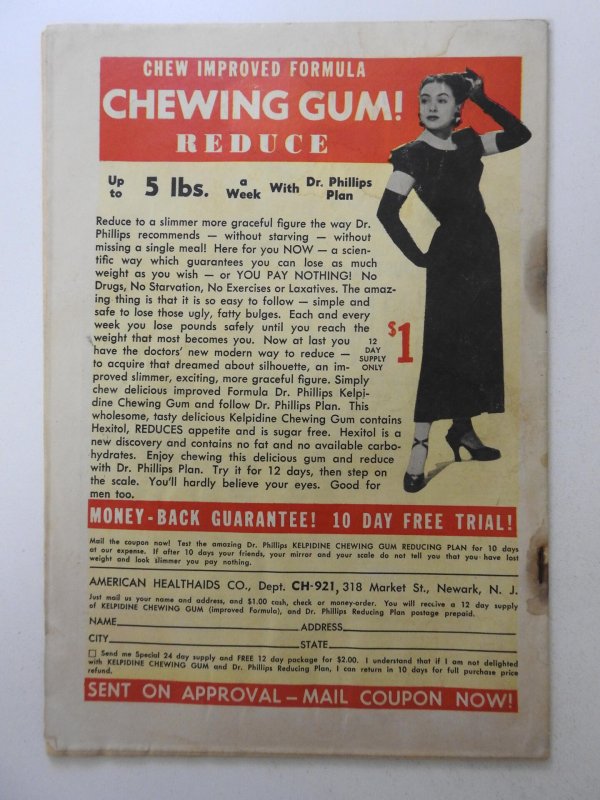 CHEW IMPROVED FORMULA
CHEWING GUM!
REDUCE
Up to 5 lbs. a Week With Dr. Phillips Plan
Reduce to a slimmer more graceful figure the way Dr.
Phillips recommends — without starving — without
missing a single meal! Here for you NOW — a scien-
tific way which guarantees you can lose as much
weight as you wish — or YOU PAY NOTHING! No
Drugs, No Starvation, No Exercises or Laxatives. The amaz-
ing thing is that it is so easy to follow — simple and
safe to lose those ugly, fatty bulges. Each and every
week you lose pounds safely until you reach the
weight that most becomes you. Now at last you
have the doctors' new modern way to reduce —
to acquire that dreamed about silhouette, an im-
proved slimmer, exciting, more graceful figure. Simply
chew delicious improved Formula Dr. Phillips Kelpi-
dine Chewing Gum and follow Dr. Phillips Plan. This
wholesome, tasty delicious Kelpidine Chewing Gum contains
Hexitol, REDUCES appetite and is sugar free. Hexitol is a
new discovery and contains no fat and no available carbo-
hydrates. Enjoy chewing this delicious gum and reduce
with Dr. Phillips Plan. Try it for 12 days, then step on
the scale. You'll hardly believe your eyes. Good for
men too.
12
DAY
SUPPLY
ONLY
$1
MONEY-BACK GUARANTEE! 10 DAY FREE TRIAL!
Mail the coupon now! Test the amazing Dr. Phillips KELPIDINE CHEWING GUM REDUCING PLAN for 10 days
at our expense. If after 10 days your friends, your mirror and your scale do not tell you that you have lost
weight and look slimmer you pay nothing.
AMERICAN HEALTHAIDS CO., Dept. CH-921, 318 Market St., Newark, N. J.
Just mail us your name and address, and $1.00 cash, check or money-order. You will receive a 12 day supply
of KELPIDINE CHEWING GUM (improved Formula), and Dr. Phillips Reducing Plan postage prepaid.
NAME ADDRESS
CITY STATE
Send me Special 24 day supply and FREE 12 day package for $2.00. I understand that if I am not delighted
with KELPIDINE CHEWING GUM and Dr. Phillips Reducing Plan, I can return in 10 days for full purchase price
refund.
SENT ON APPROVAL — MAIL COUPON NOW!